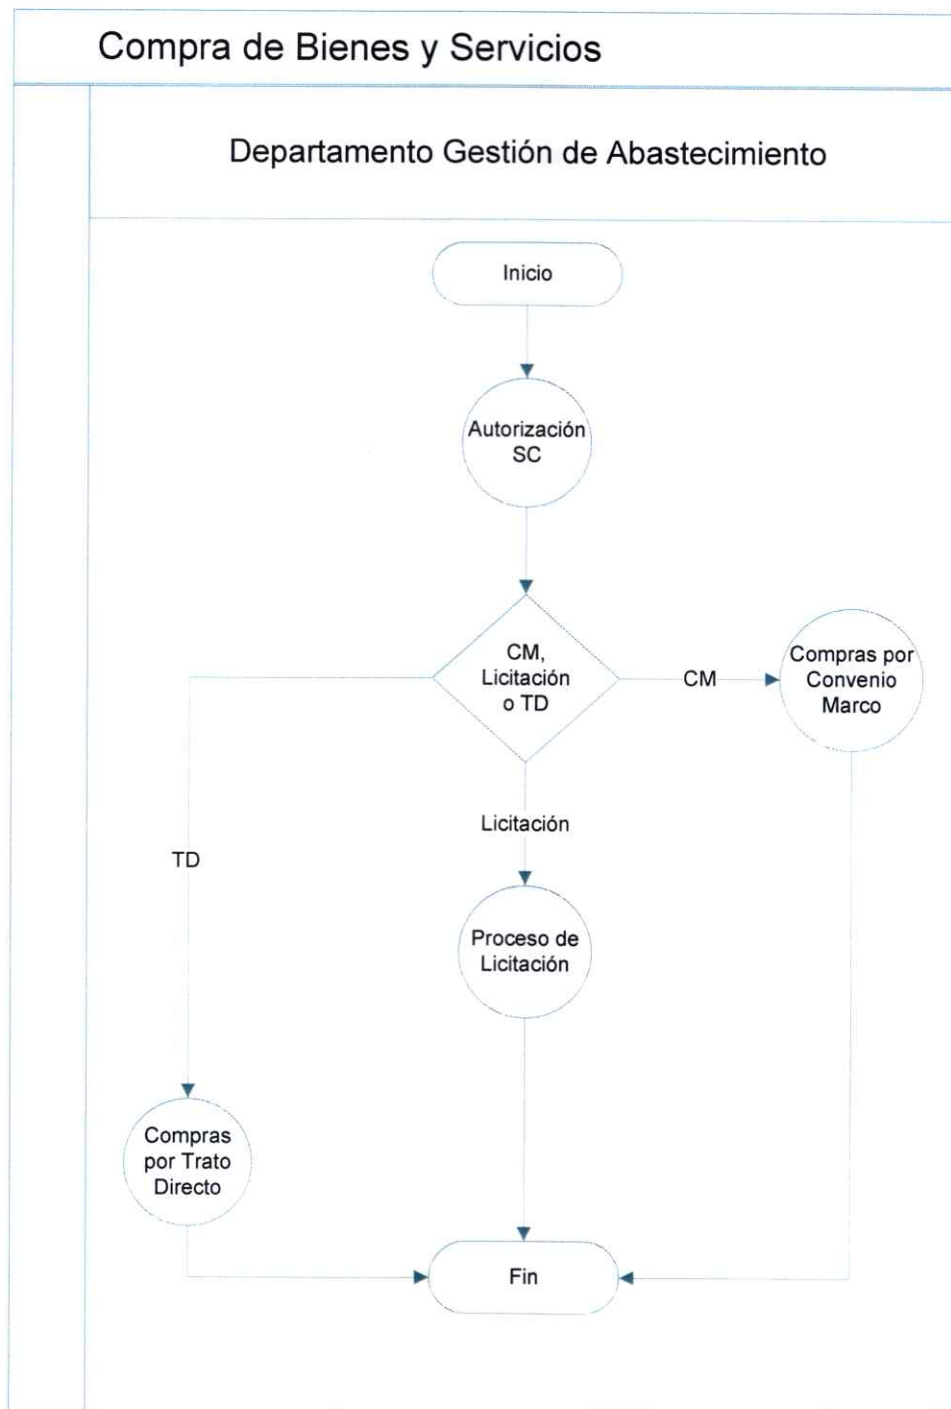 Compra de Bienes y Servicios
Departamento Gestión de Abastecimiento
Inicio
Autorización
SC
CM,
Licitación
o TD
CM
Compras por
Convenio
Marco
Licitación
TD
Proceso de
Licitación
Compras
por Trato
Directo
Fin